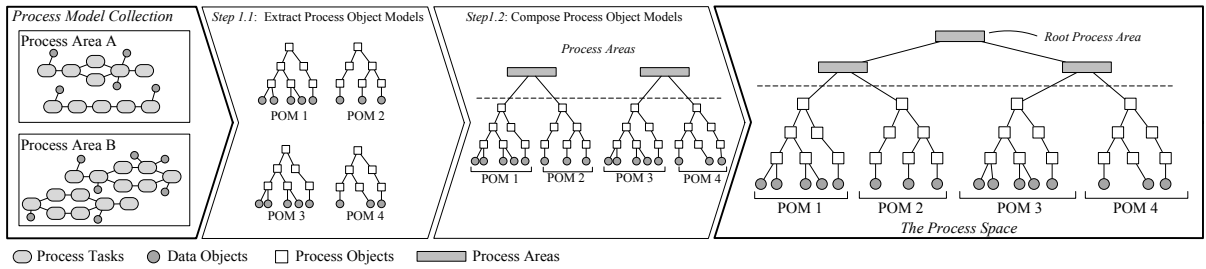 Process Model Collection
Process Area A
Process Area B
Step 1.1: Extract Process Object Models
POM 1
POM 2
POM 3
POM 4
Step1.2: Compose Process Object Models
Process Areas
POM 1
POM 2
POM 3
POM 4
Root Process Area
POM 1
POM 2
POM 3
POM 4
The Process Space
Process Tasks
Data Objects
Process Objects
Process Areas